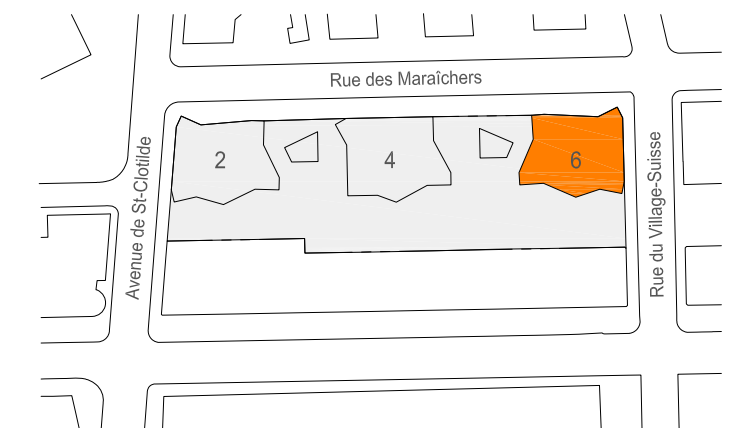 Rue des Maraîchers
2
4
6
Avenue de St-Clotilde
Rue du Village-Suisse